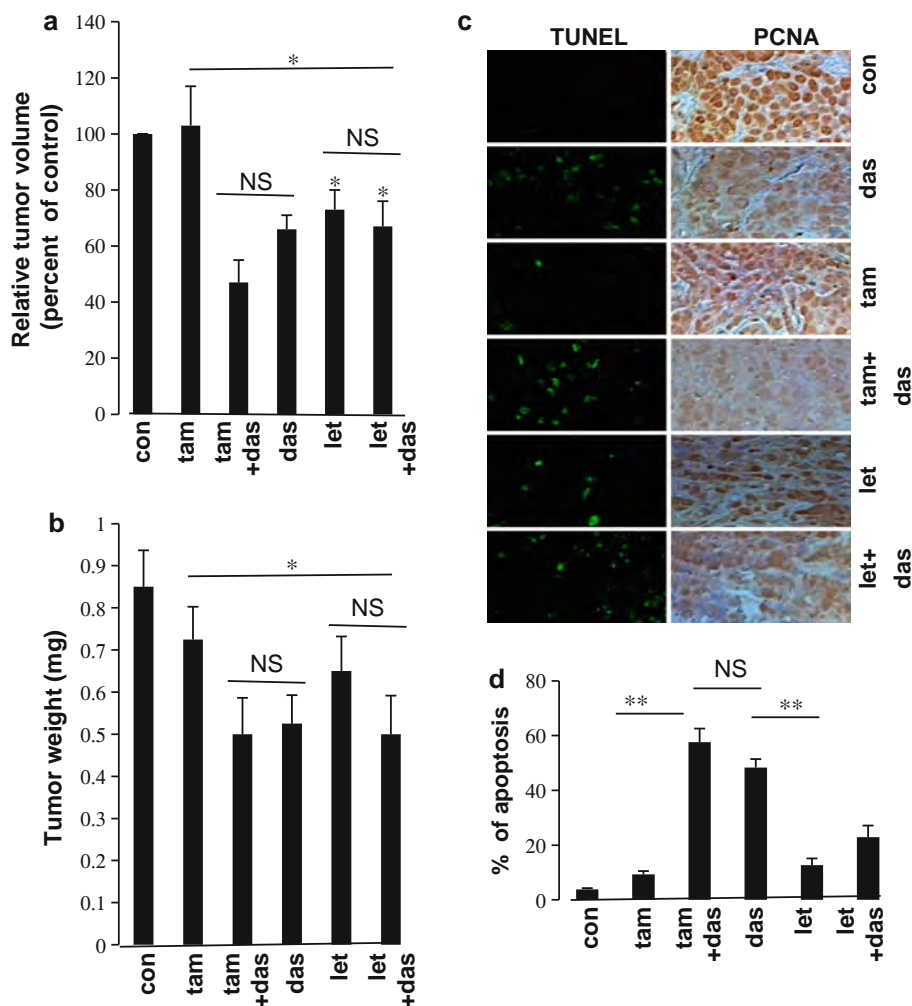 a
140
120
100
80
60
40
20
0
Relative tumor volume
(percent of control)
*
NS
NS
*
*
con
tam
tam
+das
das
let
let
+das
b
1
0.9
0.8
0.7
0.6
0.5
0.4
0.3
0.2
0.1
0
Tumor weight (mg)
*
NS
NS
con
tam
tam
+das
das
let
let
+das
c
TUNEL
PCNA
con
das
tam
tam+
das
let
let+
das
d
80
60
40
20
0
% of apoptosis
**
NS
**
con
tam
tam
+das
das
let
let
+das